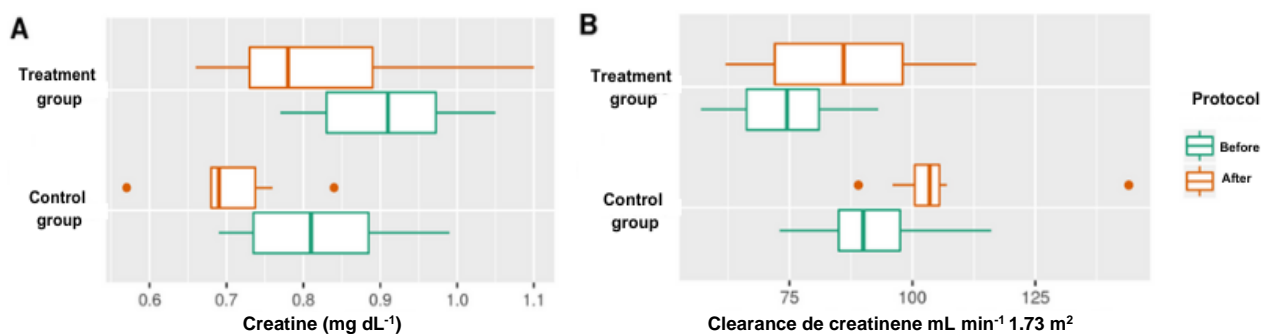 A
Treatment
group
Control
group
0.6 0.7 0.8 0.9 1.0 1.1
Creatine (mg dL⁻¹)
B
Treatment
group
Control
group
75 100 125
Clearance de creatinene mL min⁻¹ 1.73 m²
Protocol
Before
After